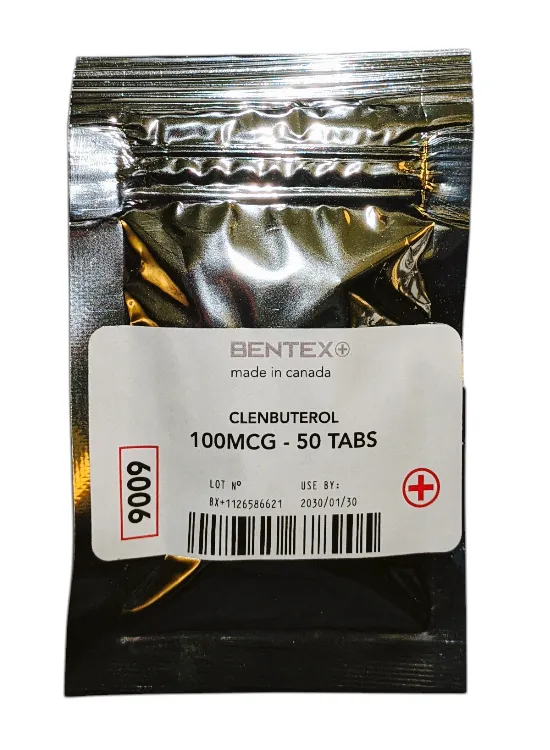 BENTEX+
made in canada
CLENBUTEROL
100MCG - 50 TABS
9009
LOT Nº
USE BY:
BX+1126586621
2030/01/30